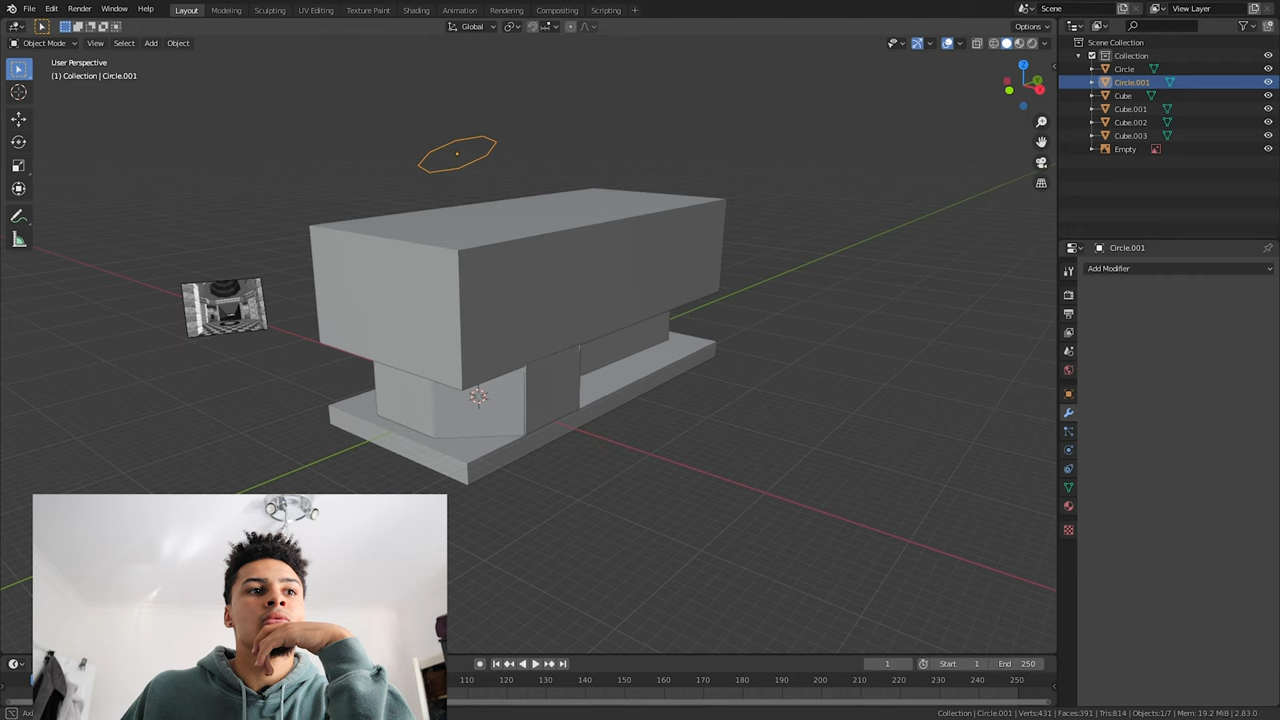 File Edit Render Window Help Layout Modeling Sculpting UV Editing Texture Paint Shading Animation Rendering Compositing Scripting + Scene View Layer
Global Options
Object Mode View Select Add Object
User Perspective
(1) Collection | Circle.001
Z
Y
X
Scene Collection
Collection
Circle
Circle.001
Cube
Cube.001
Cube.002
Cube.003
Empty
Circle.001
Add Modifier
1 Start 1 End 250
110 120 130 140 150 160 170 180 190 200 210 220 230 240 250
Collection | Circle.001 | Verts:431 | Faces:391 | Tris:814 | Objects:1/7 | Mem: 19.2 MiB | 2.83.0